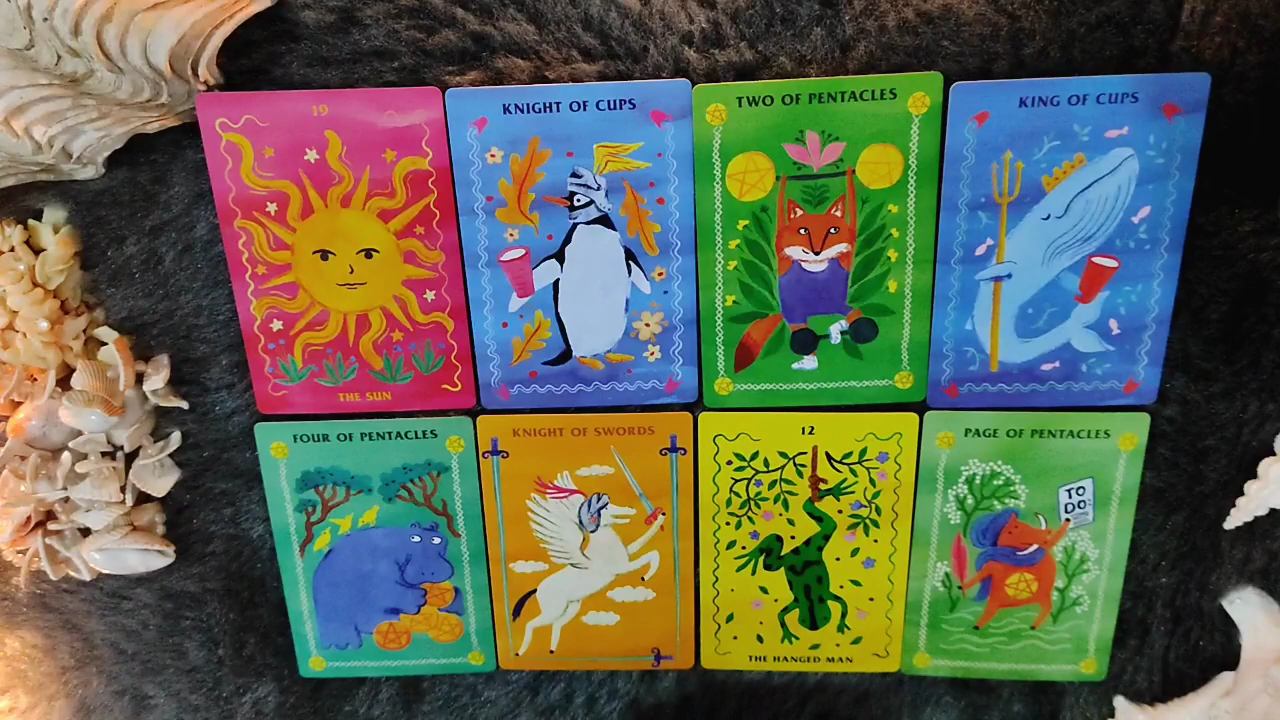 19
THE SUN
KNIGHT OF CUPS
TWO OF PENTACLES
KING OF CUPS
FOUR OF PENTACLES
KNIGHT OF SWORDS
12
THE HANGED MAN
PAGE OF PENTACLES
TO
DO: